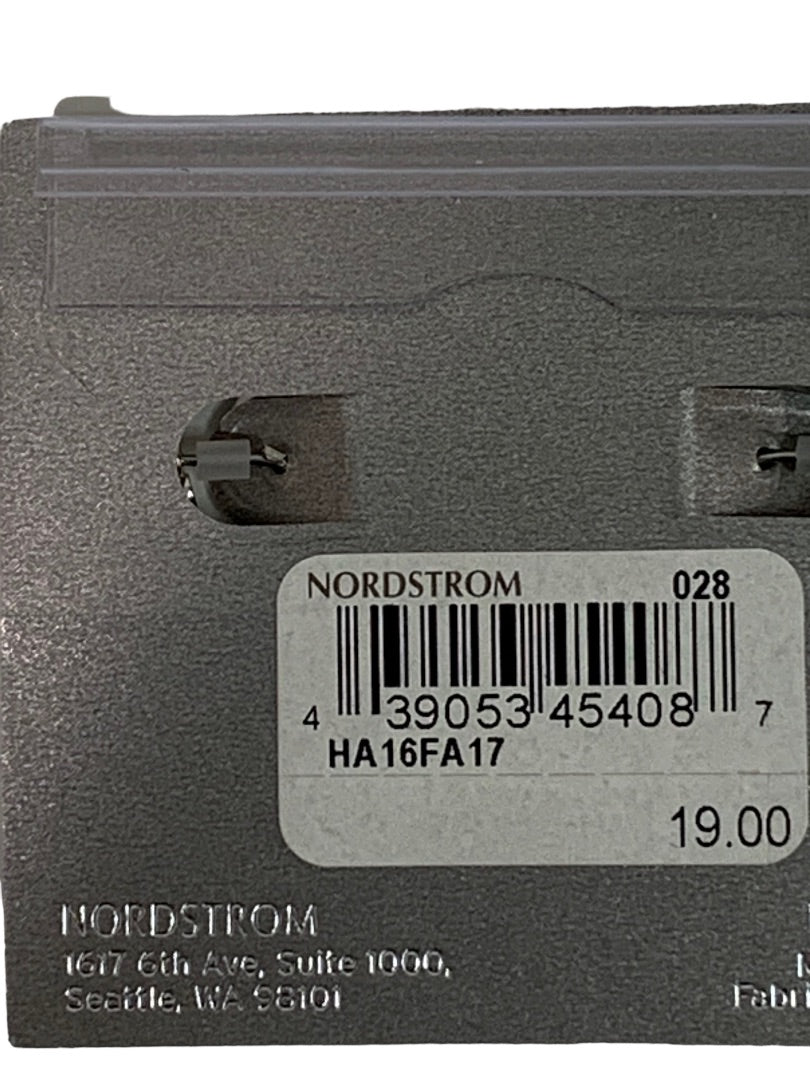 NORDSTROM 028
4 39053 45408 7
HA16FA17
19.00
NORDSTROM
1617 6th Ave, Suite 1000,
Seattle, WA 98101